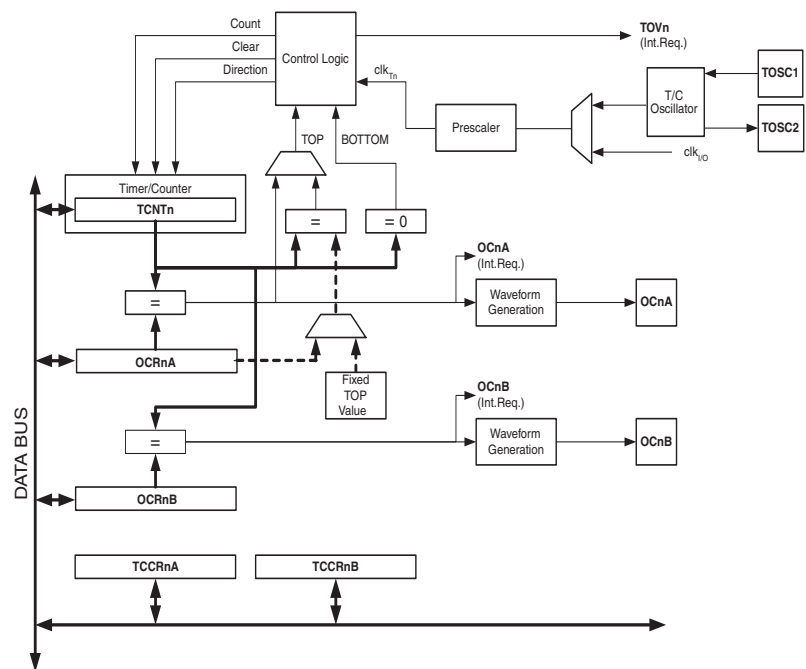 Count
Clear
Direction
Control Logic
TOVn
(Int.Req.)
clkTn
TOSC1
T/C
Oscillator
TOSC2
Prescaler
clkI/O
TOP
BOTTOM
Timer/Counter
TCNTn
=
= 0
OCnA
(Int.Req.)
=
Waveform
Generation
OCnA
OCRnA
Fixed
TOP
Value
OCnB
(Int.Req.)
=
Waveform
Generation
OCnB
OCRnB
DATA BUS
TCCRnA
TCCRnB